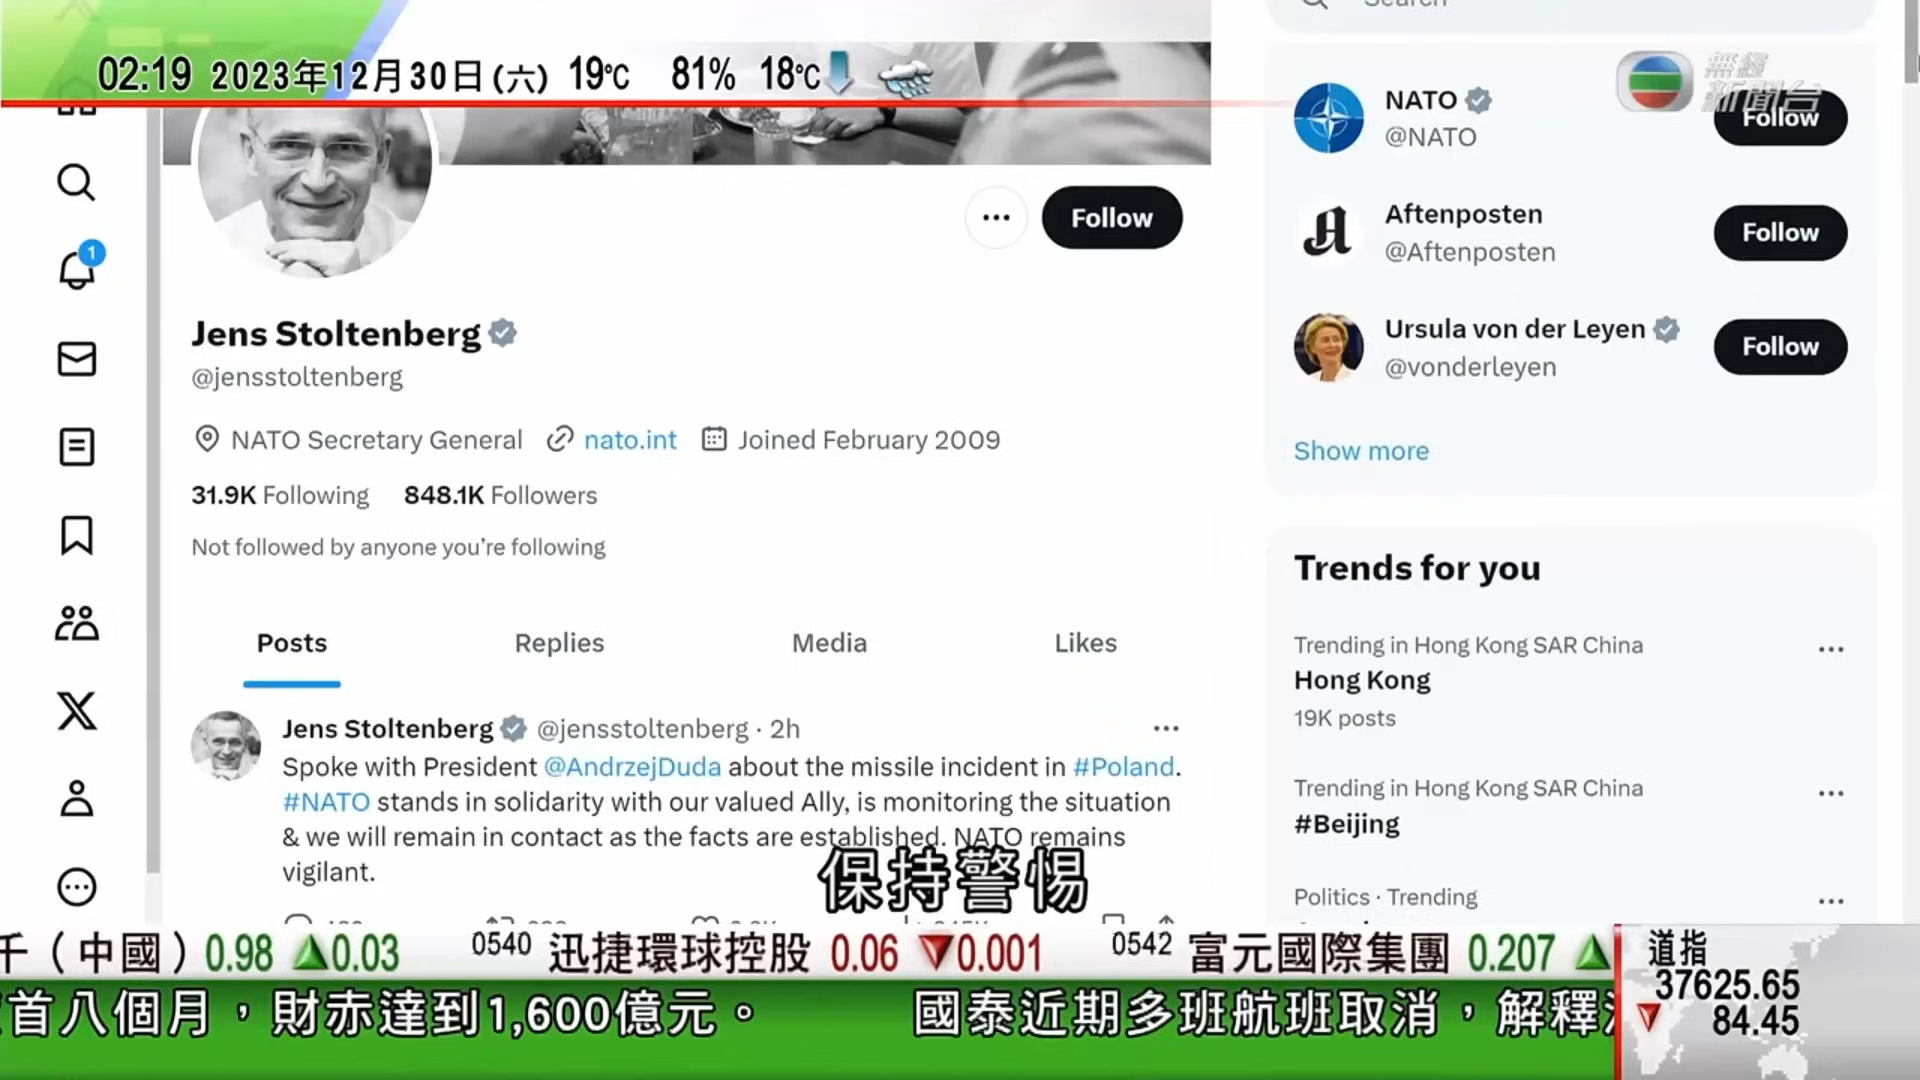 02:19 2023年12月30日(六) 19℃ 81% 18℃
無綫
新聞台
Search
NATO
@NATO
Follow
Aftenposten
@Aftenposten
Follow
Ursula von der Leyen
@vonderleyen
Follow
Show more
1
Follow
Jens Stoltenberg
@jensstoltenberg
NATO Secretary General nato.int Joined February 2009
31.9K Following 848.1K Followers
Not followed by anyone you're following
Posts Replies Media Likes
Jens Stoltenberg @jensstoltenberg · 2h
Spoke with President @AndrzejDuda about the missile incident in #Poland.
#NATO stands in solidarity with our valued Ally, is monitoring the situation
& we will remain in contact as the facts are established. NATO remains
vigilant.
Trends for you
Trending in Hong Kong SAR China
Hong Kong
19K posts
Trending in Hong Kong SAR China
#Beijing
Politics · Trending
保持警惕
千（中國）0.98 ▲0.03 0540 迅捷環球控股 0.06 ▼0.001 0542 富元國際集團 0.207 ▲
首八個月，財赤達到1,600億元。 國泰近期多班航班取消，解釋
道指
37625.65
▼ 84.45